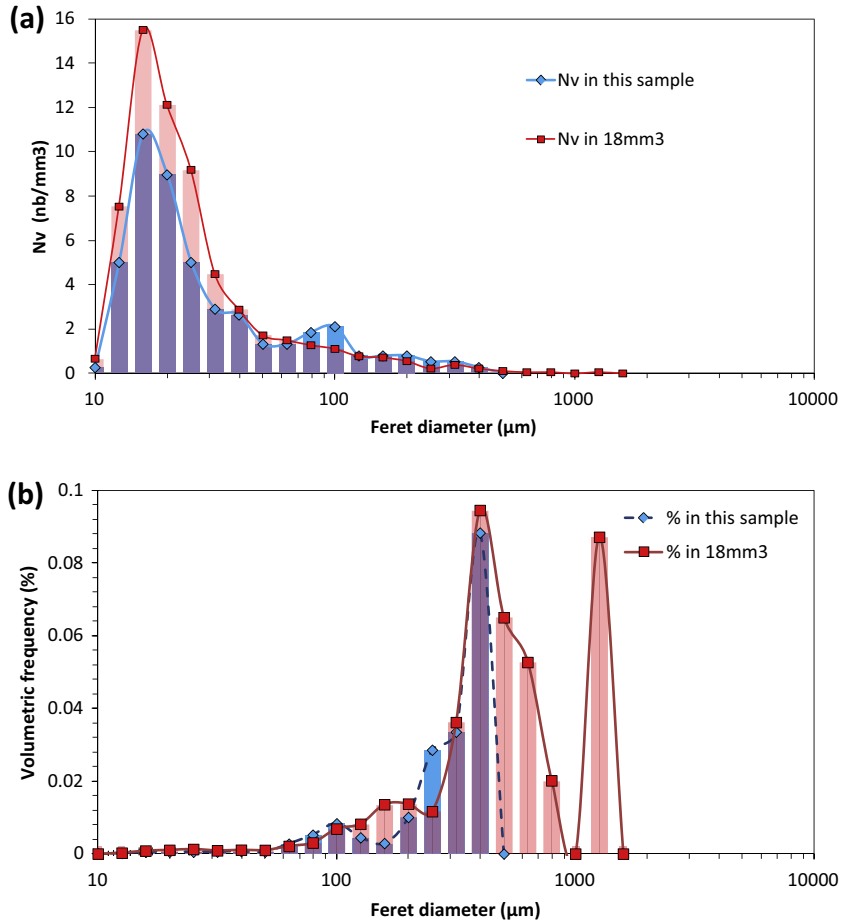 (a)
16
14
12
10
8
6
4
2
0
Nv (nb/mm3)
Nv in this sample
Nv in 18mm3
10 100 1000 10000
Feret diameter (µm)
(b)
0.1
0.08
0.06
0.04
0.02
0
Volumetric frequency (%)
% in this sample
% in 18mm3
10 100 1000 10000
Feret diameter (µm)